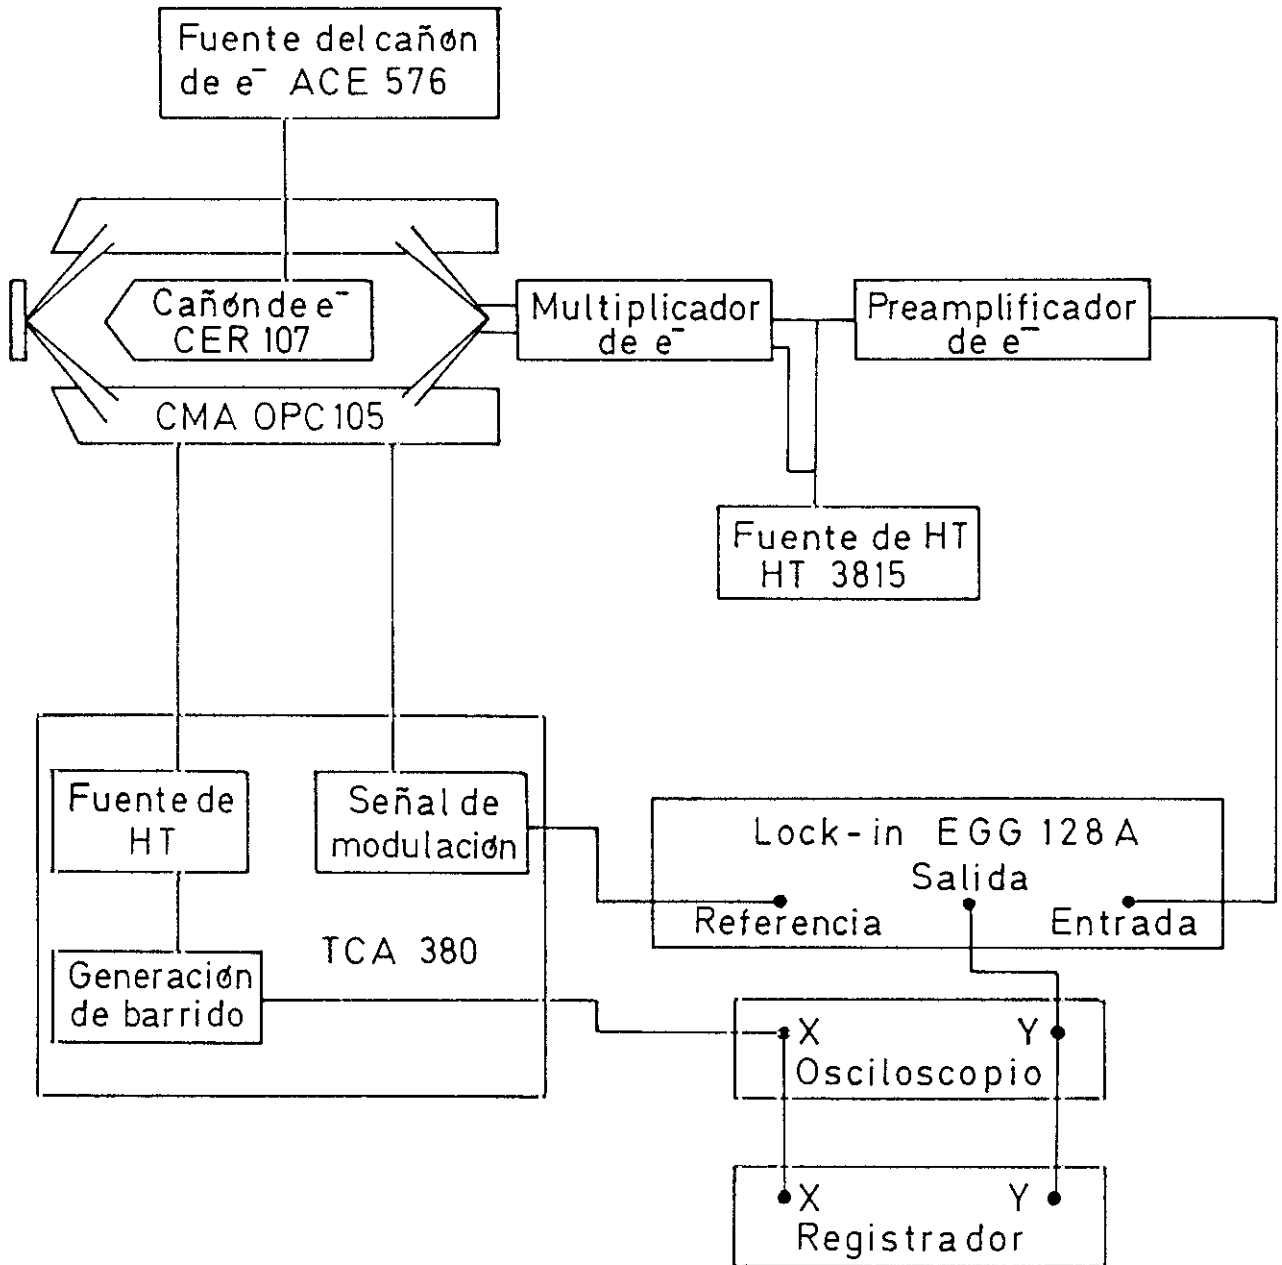 Fuente del cañón
de e⁻ ACE 576
Cañón de e⁻
CER 107
Multiplicador
de e⁻
Preamplificador
de e⁻
CMA OPC 105
Fuente de HT
HT 3815
Fuente de
HT
Señal de
modulación
Lock-in EGG 128 A
Salida
Referencia
Entrada
TCA 380
Generación
de barrido
X
Y
Osciloscopio
X
Y
Registrador